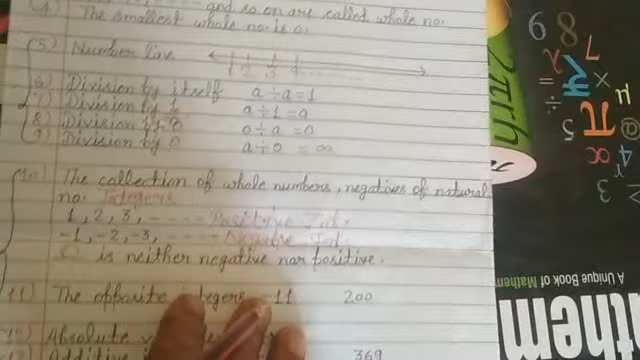 and so on are called whole no.
The smallest whole no. is 0.
5) Number line
6) Division by itself a÷a=1
7) Division by 1 a÷1=a
8) Division by 0 0÷a=0
9) Division by 0 a÷0=∞
10) The collection of whole numbers, negatives of natural
no. Integers
1, 2, 3, ------ Positive Int.
-1, -2, -3, ------ Negative Int.
is neither negative nor positive.
11) The opposite integers -11 200
Absolute
Additive 369
2πrh
A Unique Book of Mathem
them